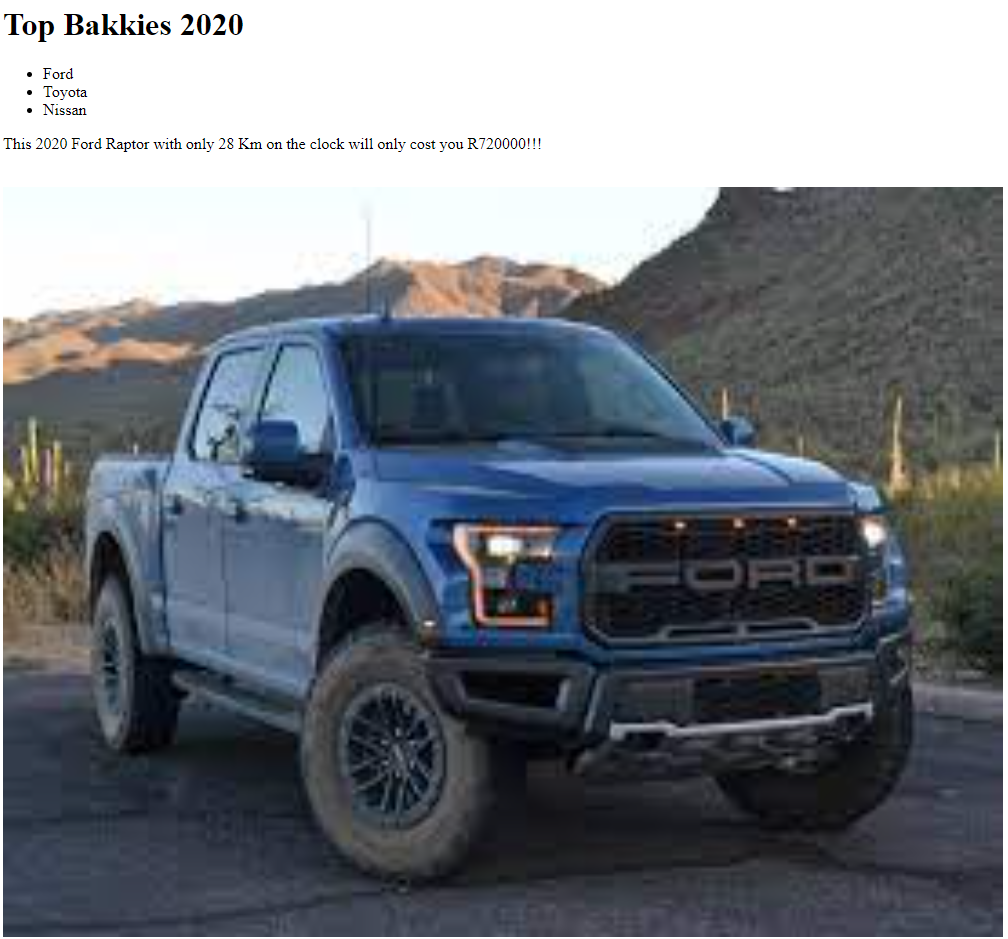 Top Bakkies 2020
Ford
Toyota
Nissan
This 2020 Ford Raptor with only 28 Km on the clock will only cost you R720000!!!
FORD